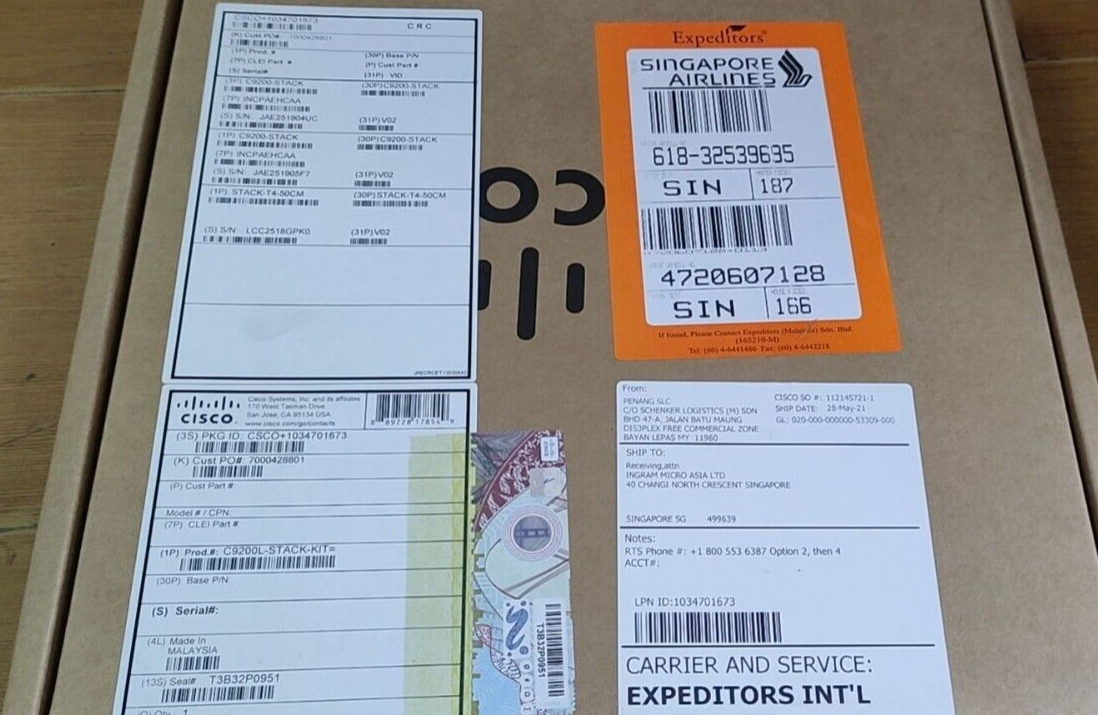 CSCO+1034701673
CRC
(K) Cust PO#: 7000428801
(1P) Prod. #
(30P) Base P/N
(7P) CLEI Part #
(P) Cust Part #
(S) Serial#
(31P) VID
(1P) C9200-STACK
(30P)C9200-STACK
(7P) INCPAEHCAA
(S) S/N: JAE251904UC
(31P)V02
(1P) C9200-STACK
(30P)C9200-STACK
(7P) INCPAEHCAA
(S) S/N: JAE251905F7
(31P)V02
(1P) STACK-T4-50CM
(30P)STACK-T4-50CM
(S) S/N: LCC2518GPK0
(31P)V02
Expeditors
SINGAPORE
AIRLINES
618-32539695
SIN 187
4720607128
SIN 166
If found, Please Contact Expeditors (Malaysia) Sdn. Bhd.
(165210-M)
Tel: (60) 4-6441486 Fax: (60) 4-6442218
co
CISCO
Cisco Systems, Inc. and its affiliates
170 West Tasman Drive
San Jose, CA 95134 USA
www.cisco.com/go/contacts
(3S) PKG ID: CSCO+1034701673
(K) Cust PO#: 7000428801
(P) Cust Part #
Model # / CPN:
(7P) CLEI Part #:
(1P) Prod.#: C9200L-STACK-KIT=
(30P) Base P/N:
(S) Serial#:
(4L) Made In
MALAYSIA
(13S) Seal# T3B32P0951
(Q) Qty 1
T3B32P0951
From:
PENANG SLC
C/O SCHENKER LOGISTICS (M) SDN
BHD 47-A, JALAN BATU MAUNG
DIS3PLEX FREE COMMERCIAL ZONE
BAYAN LEPAS MY 11960
CISCO SO #: 112145721-1
SHIP DATE: 28-May-21
GL: 020-000-000000-53309-000
SHIP TO:
Receiving,attn
INGRAM MICRO ASIA LTD
40 CHANGI NORTH CRESCENT SINGAPORE
SINGAPORE SG 499639
Notes:
RTS Phone #: +1 800 553 6387 Option 2, then 4
ACCT#:
LPN ID:1034701673
CARRIER AND SERVICE:
EXPEDITORS INT'L